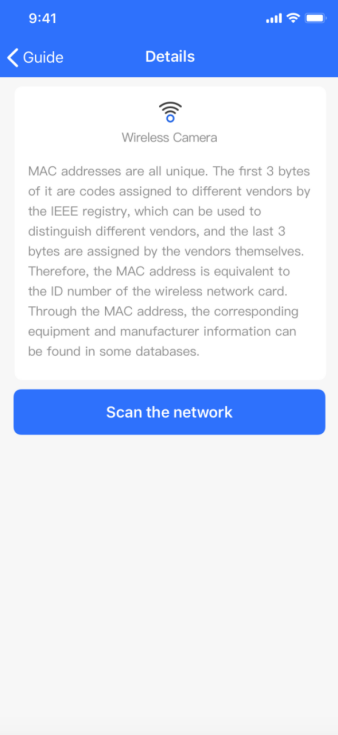 9:41
Guide
Details
Wireless Camera
MAC addresses are all unique. The first 3 bytes
of it are codes assigned to different vendors by
the IEEE registry, which can be used to
distinguish different vendors, and the last 3
bytes are assigned by the vendors themselves.
Therefore, the MAC address is equivalent to
the ID number of the wireless network card.
Through the MAC address, the corresponding
equipment and manufacturer information can
be found in some databases.
Scan the network